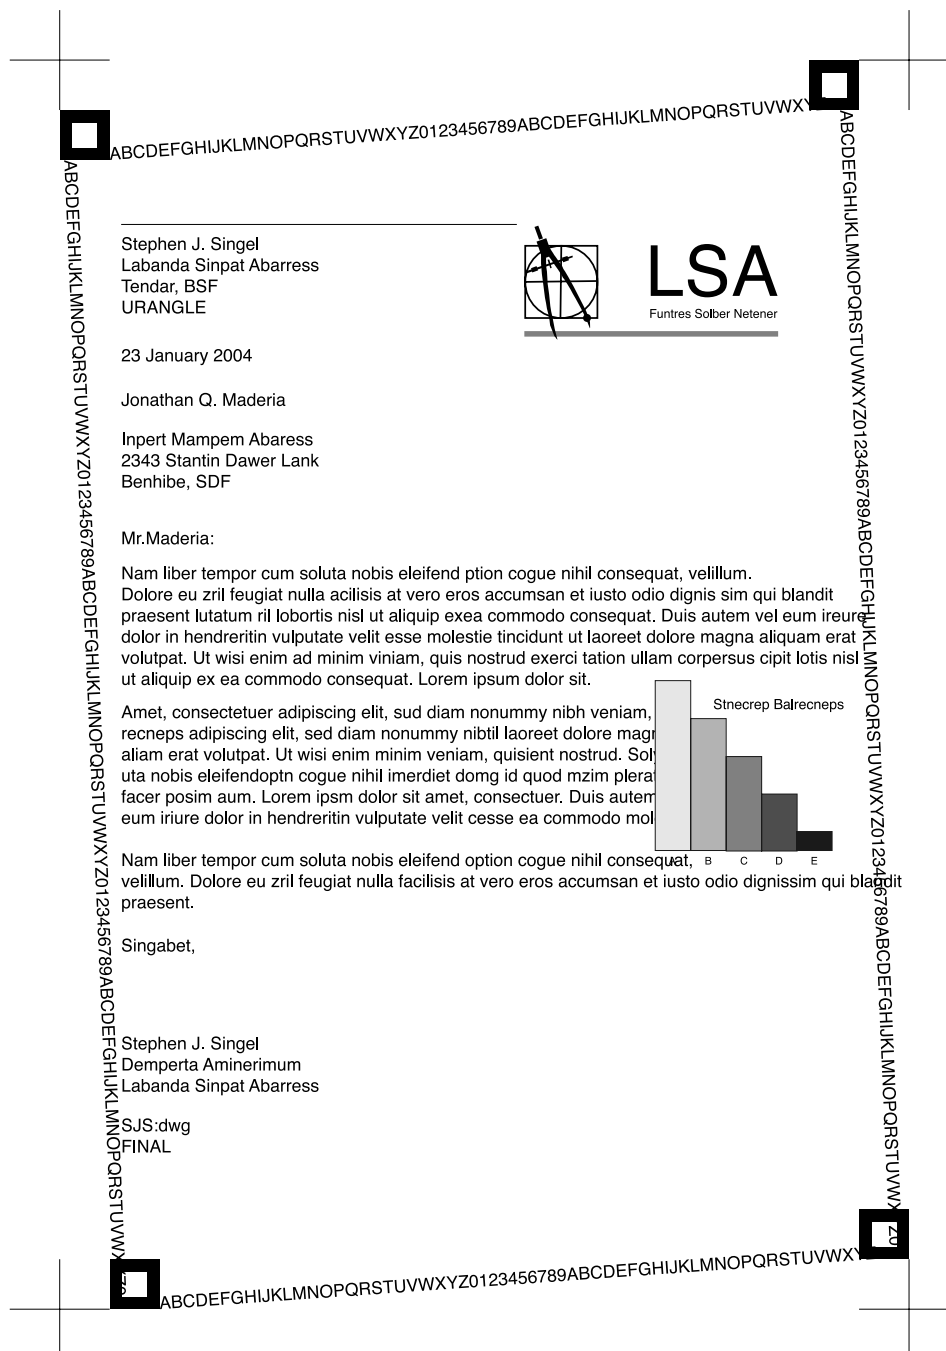 ABCDEFGHIJKLMNOPQRSTUVWXYZ0123456789ABCDEFGHIJKLMNOPQRSTUVWXY
ABCDEFGHIJKLMNOPQRSTUVWXYZ0123456789ABCDEFGHIJKLMNOPQRSTUVWXYZ0123456789ABCDEFGHIJKLMNOPQRSTUVWX
Stephen J. Singel
Labanda Sinpat Abarress
Tendar, BSF
URANGLE
LSA
Funtres Solber Netener
23 January 2004
Jonathan Q. Maderia
Inpert Mampem Abaress
2343 Stantin Dawer Lank
Benhibe, SDF
Mr.Maderia:
Nam liber tempor cum soluta nobis eleifend ption cogue nihil consequat, velillum.
Dolore eu zril feugiat nulla acilisis at vero eros accumsan et iusto odio dignis sim qui blandit
praesent lutatum ril lobortis nisl ut aliquip exea commodo consequat. Duis autem vel eum ireure
dolor in hendreritin vulputate velit esse molestie tincidunt ut laoreet dolore magna aliquam erat
volutpat. Ut wisi enim ad minim viniam, quis nostrud exerci tation ullam corpersus cipit lotis nisl
ut aliquip ex ea commodo consequat. Lorem ipsum dolor sit.
Amet, consectetuer adipiscing elit, sud diam nonummy nibh veniam,
recneps adipiscing elit, sed diam nonummy nibtil laoreet dolore
aliam erat volutpat. Ut wisi enim minim veniam, quisient nostrud.
uta nobis eleifendoptn cogue nihil imerdiet domg id quod mzim
facer posim aum. Lorem ipsm dolor sit amet, consectuer. Duis autem
eum iriure dolor in hendreritin vulputate velit cesse ea commodo
Stnecrep Balrecneps
A B C D E
Nam liber tempor cum soluta nobis eleifend option cogue nihil consequat,
velillum. Dolore eu zril feugiat nulla facilisis at vero eros accumsan et iusto odio dignissim qui blandit
praesent.
Singabet,
Stephen J. Singel
Demperta Aminerimum
Labanda Sinpat Abarress
SJS:dwg
FINAL
ABCDEFGHIJKLMNOPQRSTUVWXYZ0123456789ABCDEFGHIJKLMNOPQRSTUVWXYZ0123456789ABCDEFGHIJKLMNOPQRSTUVWX
ABCDEFGHIJKLMNOPQRSTUVWXYZ0123456789ABCDEFGHIJKLMNOPQRSTUVWXY